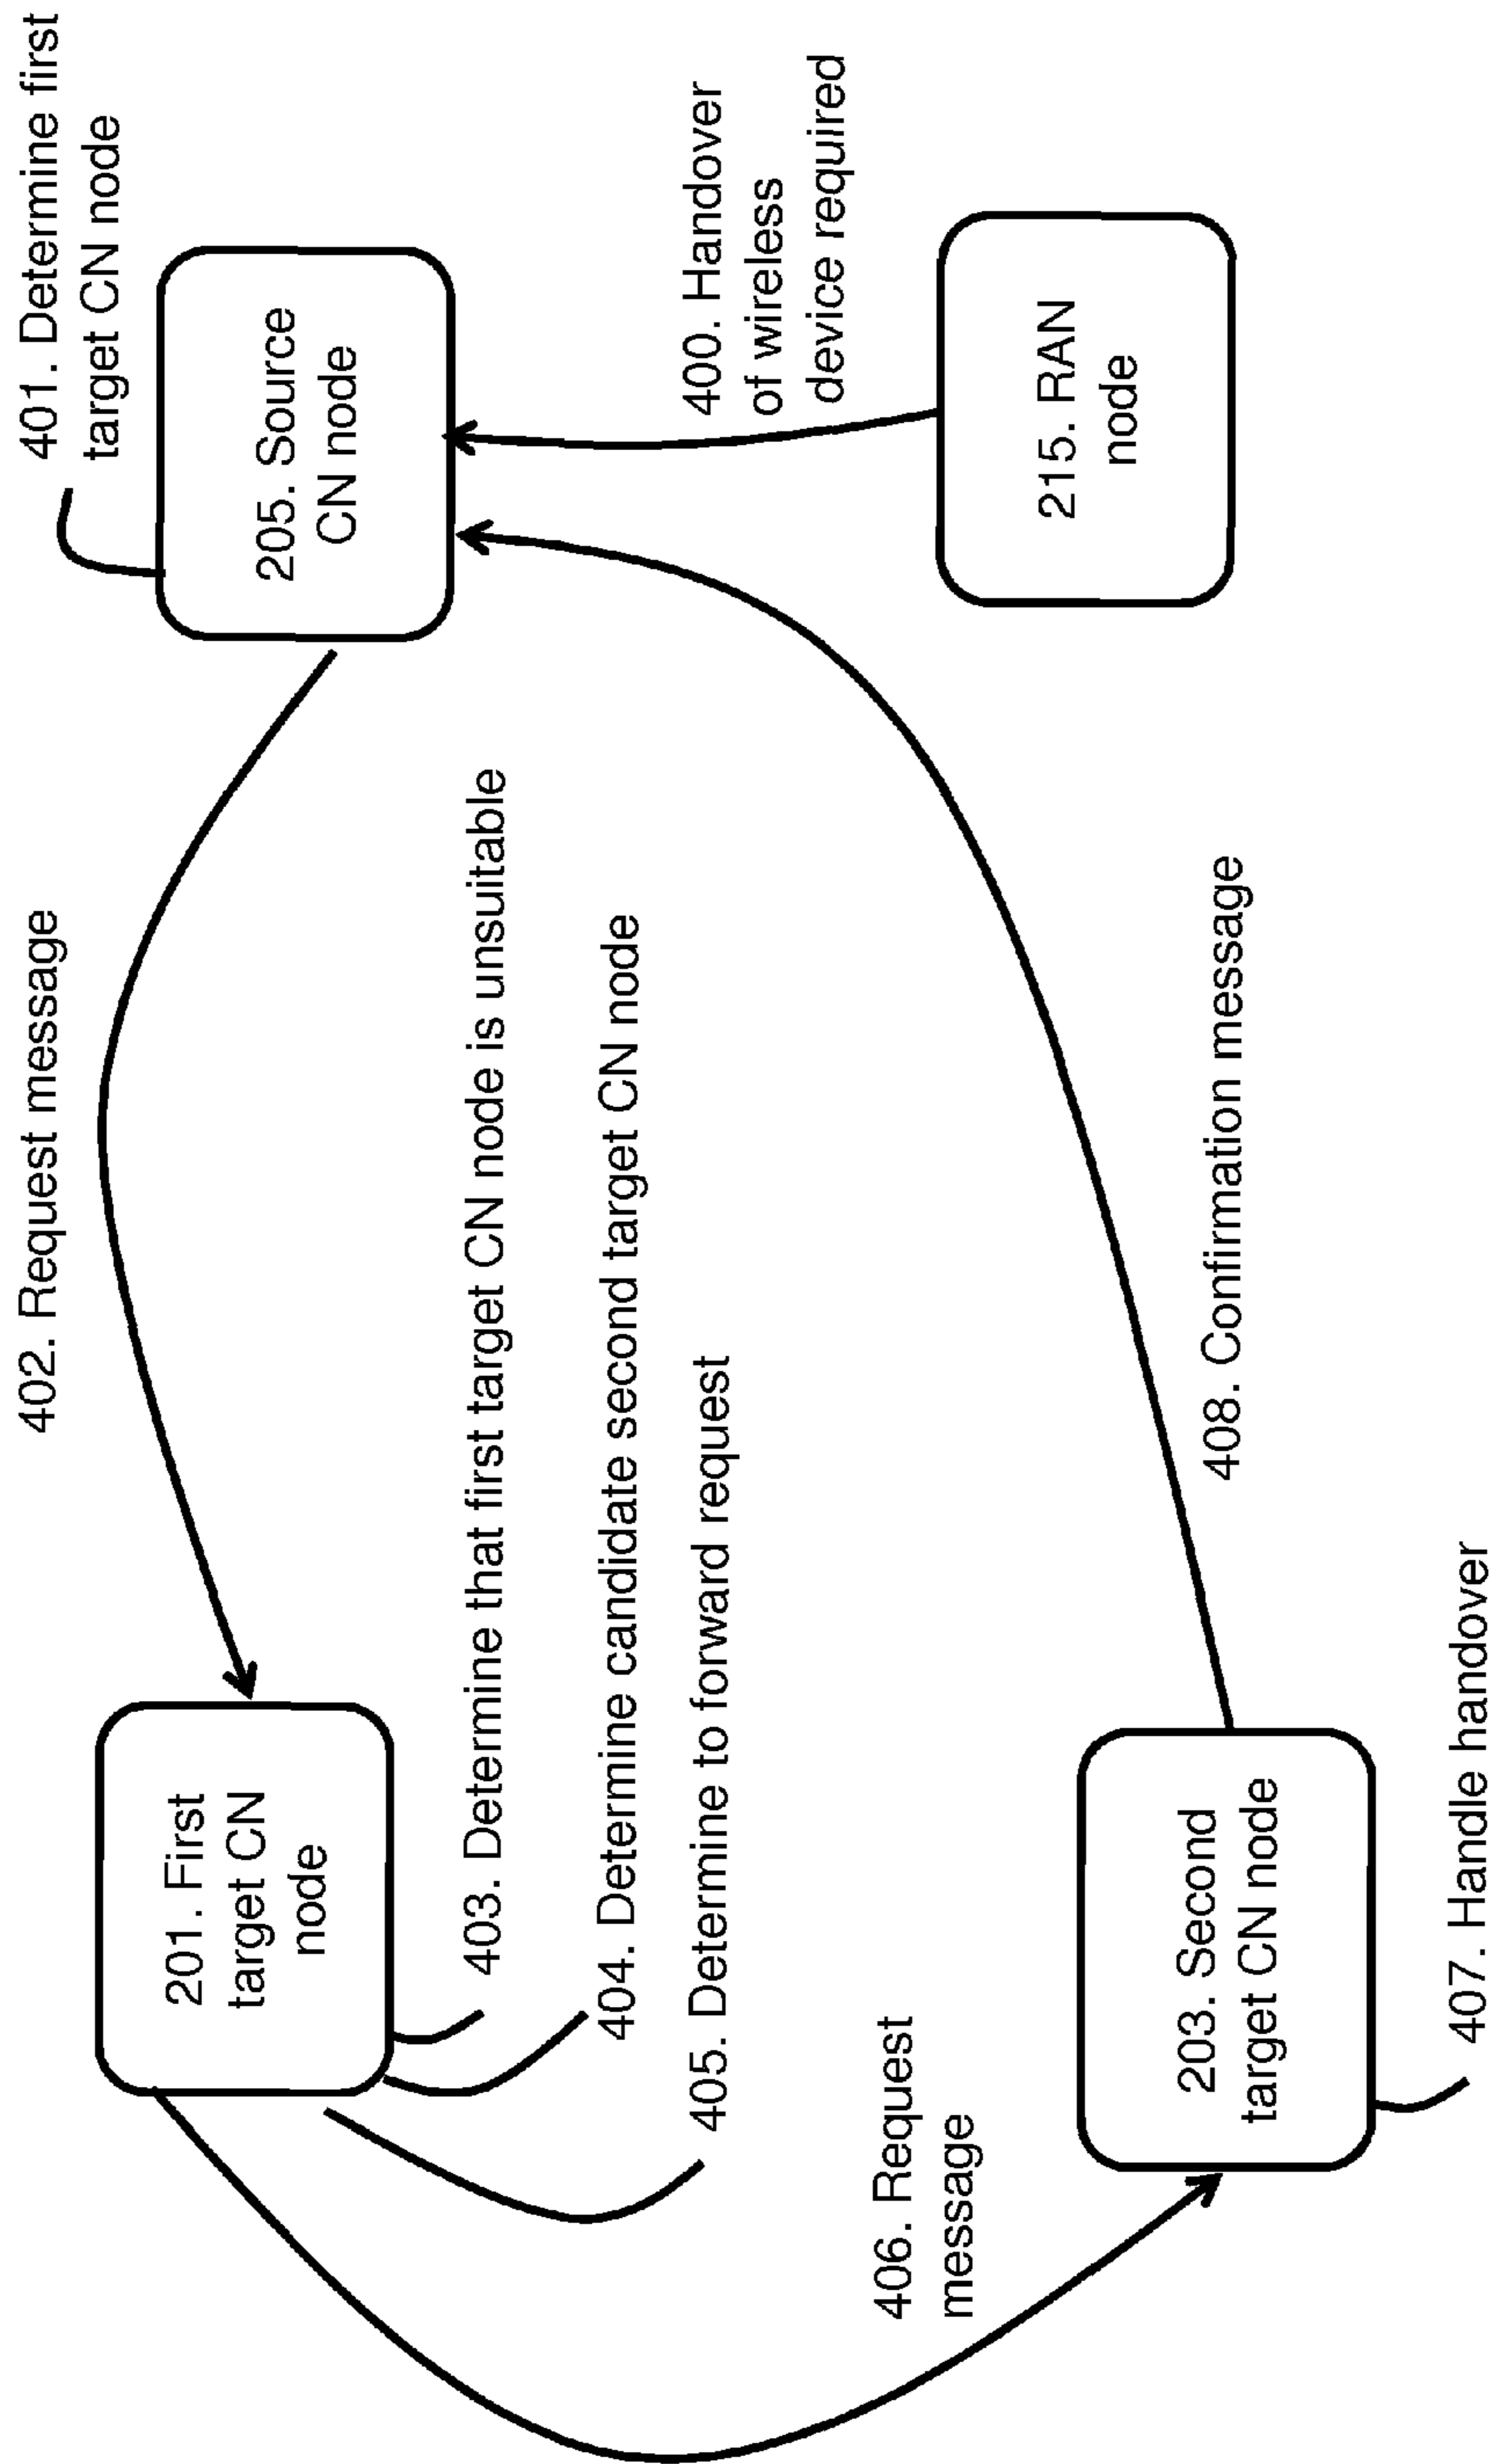 401. Determine first
target CN node
205. Source
CN node
400. Handover
of wireless
device required
215. RAN
node
402. Request message
201. First
target CN
node
403. Determine that first target CN node is unsuitable
404. Determine candidate second target CN node
405. Determine to forward request
406. Request
message
203. Second
target CN node
407. Handle handover
408. Confirmation message